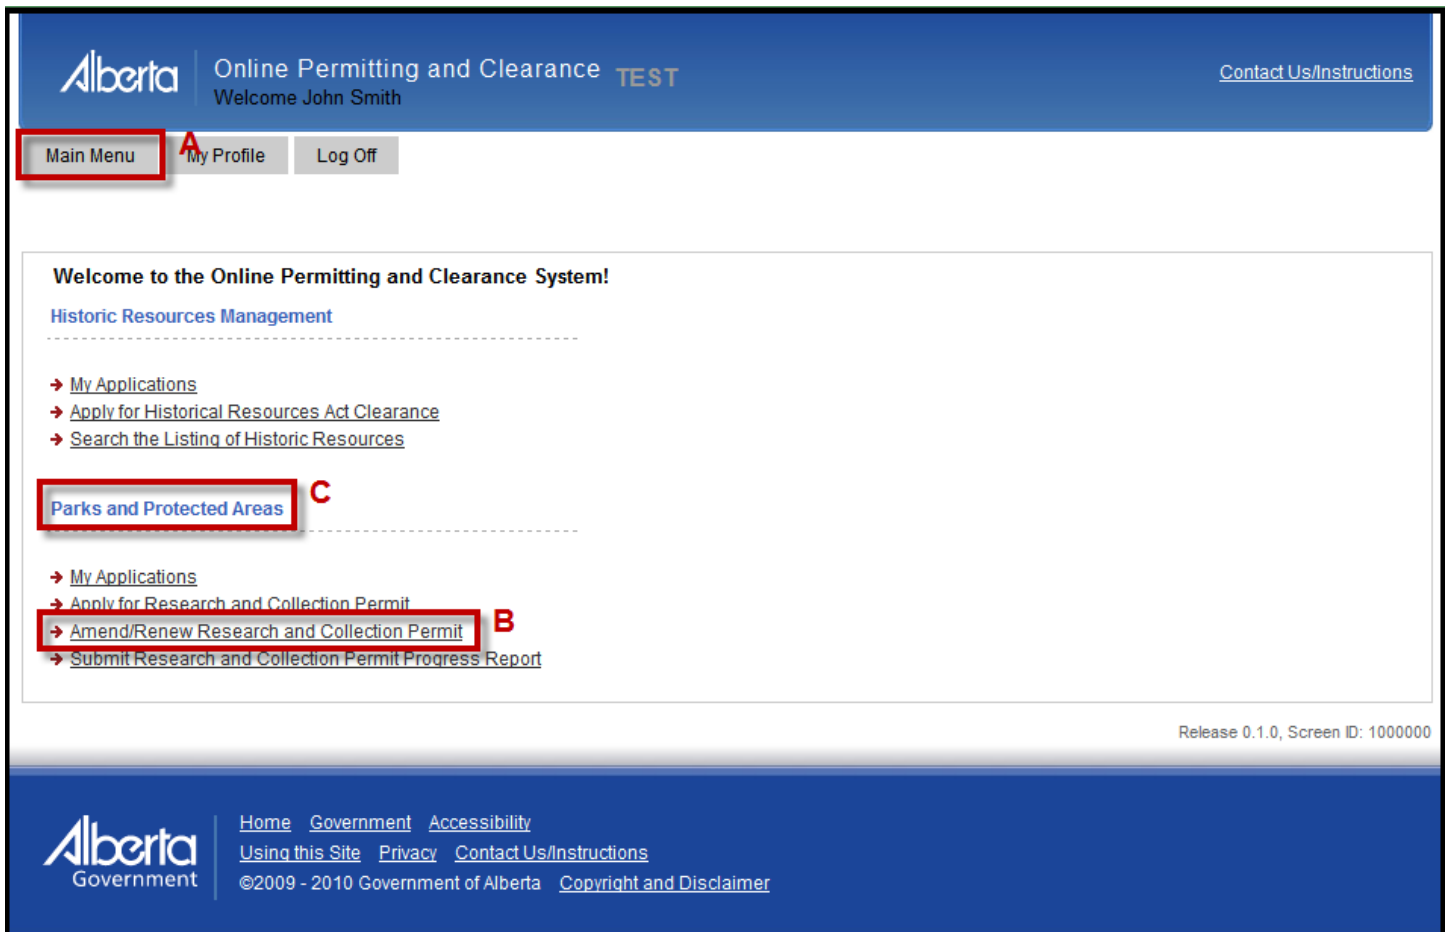 Alberta
Online Permitting and Clearance TEST
Welcome John Smith
Contact Us/Instructions
Main Menu A My Profile Log Off
Welcome to the Online Permitting and Clearance System!
Historic Resources Management
My Applications
Apply for Historical Resources Act Clearance
Search the Listing of Historic Resources
Parks and Protected Areas C
My Applications
Apply for Research and Collection Permit
Amend/Renew Research and Collection Permit B
Submit Research and Collection Permit Progress Report
Release 0.1.0, Screen ID: 1000000
Alberta Government
Home Government Accessibility
Using this Site Privacy Contact Us/Instructions
©2009 - 2010 Government of Alberta Copyright and Disclaimer